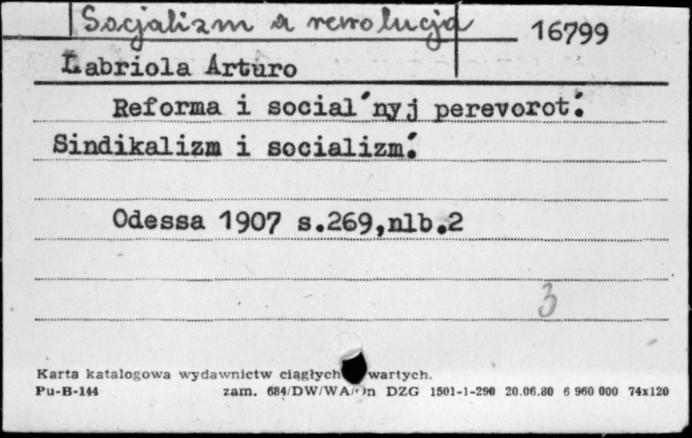 Socjalizm a rewolucja
16799
Labriola Arturo
Reforma i social´nyj perevorot´.
Sindikalizm i socializm´.
Odessa 1907 s.269,nlb.2
3
Karta katalogowa wydawnictw ciągłych wartych.
Pu-B-144 zam. 684/DW/WA/ n DZG 1501-1-290 20.06.80 6 960 000 74x120